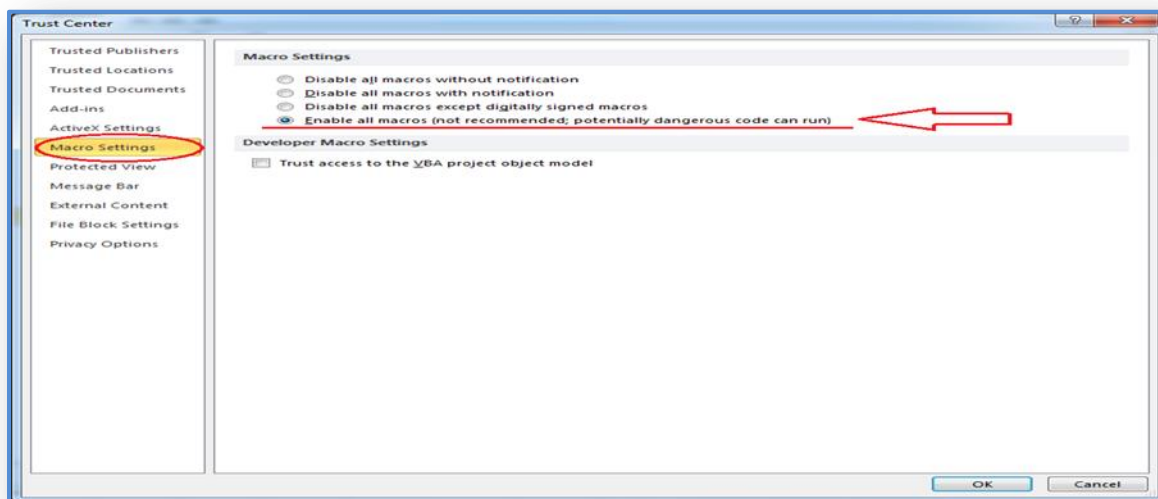 Trust Center
Trusted Publishers
Trusted Locations
Trusted Documents
Add-ins
ActiveX Settings
Macro Settings
Protected View
Message Bar
External Content
File Block Settings
Privacy Options
Macro Settings
Disable all macros without notification
Disable all macros with notification
Disable all macros except digitally signed macros
Enable all macros (not recommended; potentially dangerous code can run)
Developer Macro Settings
Trust access to the VBA project object model
OK
Cancel